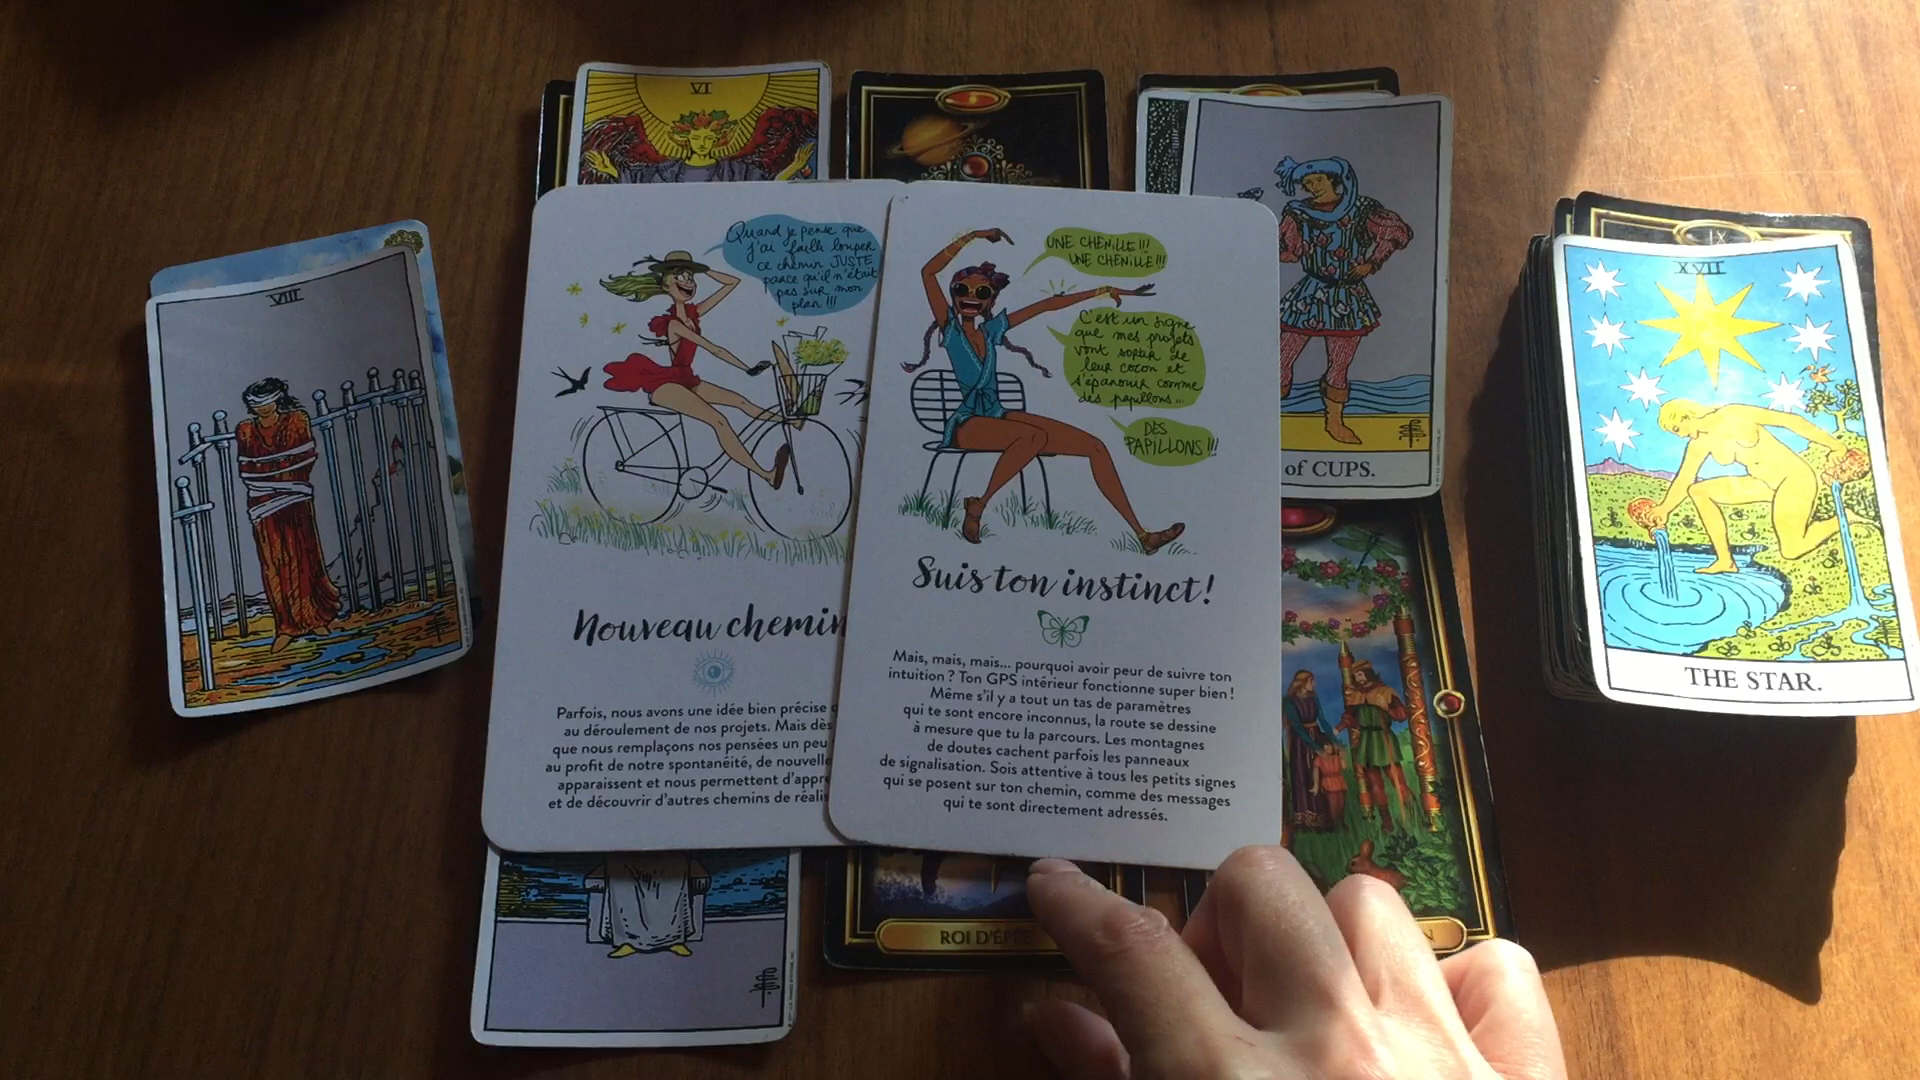 VI
VIII
Quand je pense que
j'ai failli louper
ce chemin JUSTE
parce qu'il n'était
pas sur mon
plan !!!
Nouveau chemin
Parfois, nous avons une idée bien précise
au déroulement de nos projets. Mais dès
que nous remplaçons nos pensées un peu
au profit de notre spontanéité, de nouvelle
apparaissent et nous permettent d'appre
et de découvrir d'autres chemins de réali
UNE CHENILLE !!!
UNE CHENILLE !!!
C'est un signe
que mes projets
vont sortir de
leur cocon et
s'épanouir comme
des papillons...
DES
PAPILLONS !!!
Suis ton instinct !
Mais, mais, mais... pourquoi avoir peur de suivre ton
intuition ? Ton GPS intérieur fonctionne super bien !
Même s'il y a tout un tas de paramètres
qui te sont encore inconnus, la route se dessine
à mesure que tu la parcours. Les montagnes
de doutes cachent parfois les panneaux
de signalisation. Sois attentive à tous les petits signes
qui se posent sur ton chemin, comme des messages
qui te sont directement adressés.
of CUPS.
ROI D'ÉPÉE
N
IX
XVII
THE STAR.